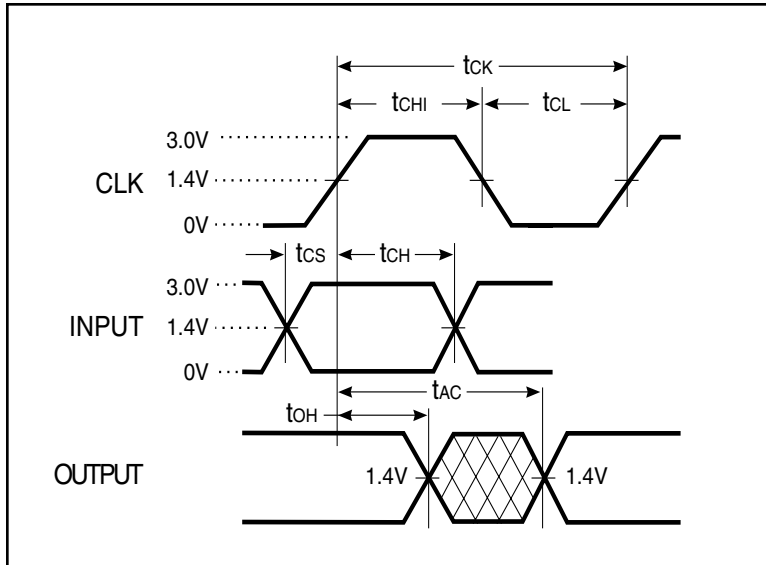 tCK
tCHI tCL
3.0V
CLK 1.4V
0V
tCS tCH
3.0V
INPUT 1.4V
0V
tAC
tOH
OUTPUT 1.4V 1.4V